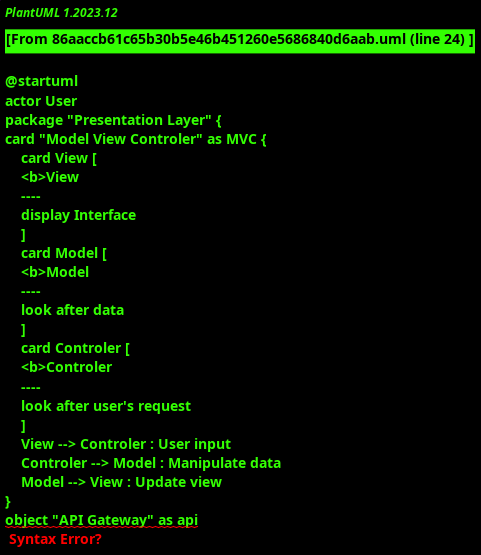 PlantUML 1.2023.12
[From 86aaccb61c65b30b5e46b451260e5686840d6aab.uml (line 24) ]
@startuml
actor User
package "Presentation Layer" {
card "Model View Controler" as MVC {
card View [
<b>View
----
display Interface
]
card Model [
<b>Model
----
look after data
]
card Controler [
<b>Controler
----
look after user's request
]
View --> Controler : User input
Controler --> Model : Manipulate data
Model --> View : Update view
}
object "API Gateway" as api
Syntax Error?